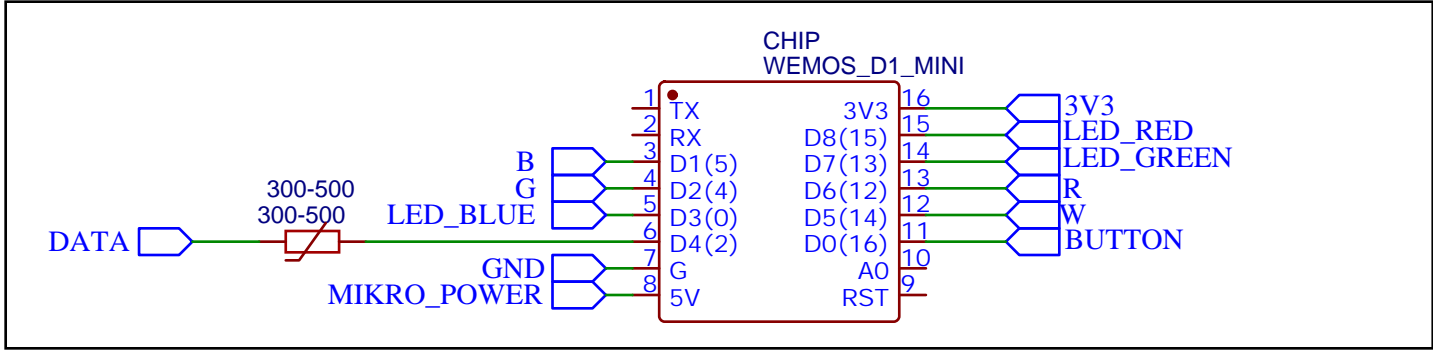 CHIP
WEMOS_D1_MINI
1
TX
2
RX
B
3
D1(5)
G
4
D2(4)
LED_BLUE
5
D3(0)
300-500
300-500
DATA
6
D4(2)
GND
7
G
MIKRO_POWER
8
5V
3V3
16
3V3
D8(15)
15
LED_RED
D7(13)
14
LED_GREEN
D6(12)
13
R
D5(14)
12
W
D0(16)
11
BUTTON
A0
10
RST
9